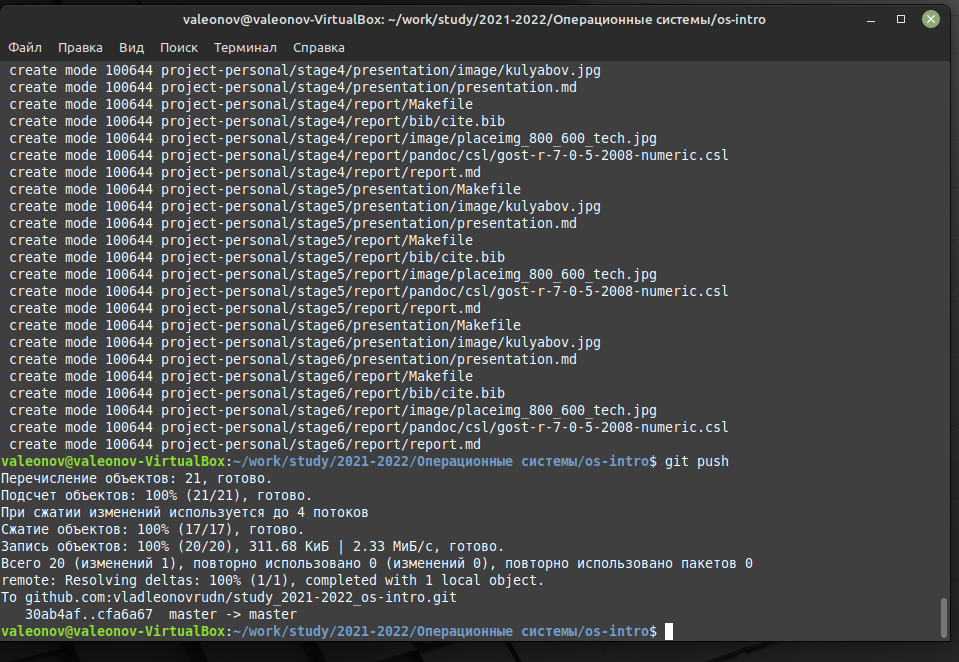 valeonov@valeonov-VirtualBox: ~/work/study/2021-2022/Операционные системы/os-intro
Файл Правка Вид Поиск Терминал Справка
create mode 100644 project-personal/stage4/presentation/image/kulyabov.jpg
create mode 100644 project-personal/stage4/presentation/presentation.md
create mode 100644 project-personal/stage4/report/Makefile
create mode 100644 project-personal/stage4/report/bib/cite.bib
create mode 100644 project-personal/stage4/report/image/placeimg_800_600_tech.jpg
create mode 100644 project-personal/stage4/report/pandoc/csl/gost-r-7-0-5-2008-numeric.csl
create mode 100644 project-personal/stage4/report/report.md
create mode 100644 project-personal/stage5/presentation/Makefile
create mode 100644 project-personal/stage5/presentation/image/kulyabov.jpg
create mode 100644 project-personal/stage5/presentation/presentation.md
create mode 100644 project-personal/stage5/report/Makefile
create mode 100644 project-personal/stage5/report/bib/cite.bib
create mode 100644 project-personal/stage5/report/image/placeimg_800_600_tech.jpg
create mode 100644 project-personal/stage5/report/pandoc/csl/gost-r-7-0-5-2008-numeric.csl
create mode 100644 project-personal/stage5/report/report.md
create mode 100644 project-personal/stage6/presentation/Makefile
create mode 100644 project-personal/stage6/presentation/image/kulyabov.jpg
create mode 100644 project-personal/stage6/presentation/presentation.md
create mode 100644 project-personal/stage6/report/Makefile
create mode 100644 project-personal/stage6/report/bib/cite.bib
create mode 100644 project-personal/stage6/report/image/placeimg_800_600_tech.jpg
create mode 100644 project-personal/stage6/report/pandoc/csl/gost-r-7-0-5-2008-numeric.csl
create mode 100644 project-personal/stage6/report/report.md
valeonov@valeonov-VirtualBox:~/work/study/2021-2022/Операционные системы/os-intro$ git push
Перечисление объектов: 21, готово.
Подсчет объектов: 100% (21/21), готово.
При сжатии изменений используется до 4 потоков
Сжатие объектов: 100% (17/17), готово.
Запись объектов: 100% (20/20), 311.68 КиБ | 2.33 МиБ/с, готово.
Всего 20 (изменений 1), повторно использовано 0 (изменений 0), повторно использовано пакетов 0
remote: Resolving deltas: 100% (1/1), completed with 1 local object.
To github.com:vladleonovrudn/study_2021-2022_os-intro.git
30ab4af..cfa6a67  master -> master
valeonov@valeonov-VirtualBox:~/work/study/2021-2022/Операционные системы/os-intro$